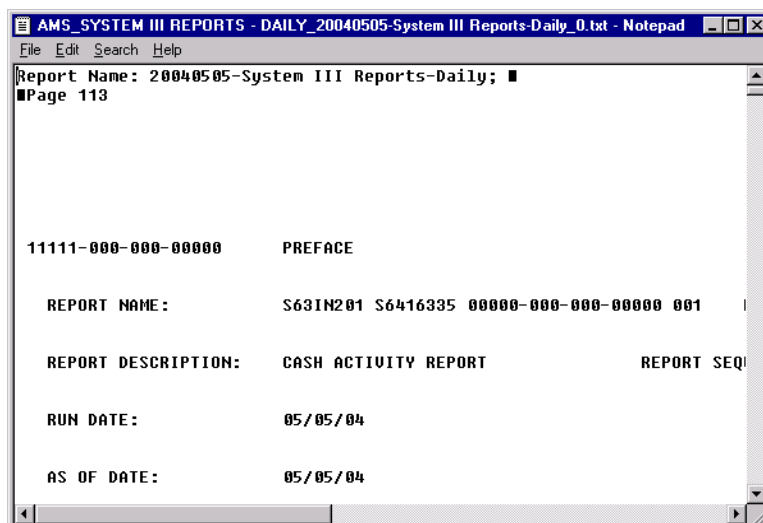 AMS_SYSTEM III REPORTS - DAILY_20040505-System III Reports-Daily_0.txt - Notepad
File Edit Search Help
Report Name: 20040505-System III Reports-Daily; ■
■Page 113
11111-000-000-00000 PREFACE
REPORT NAME: S63IN201 S6416335 00000-000-000-00000 001
REPORT DESCRIPTION: CASH ACTIVITY REPORT REPORT SEQ
RUN DATE: 05/05/04
AS OF DATE: 05/05/04